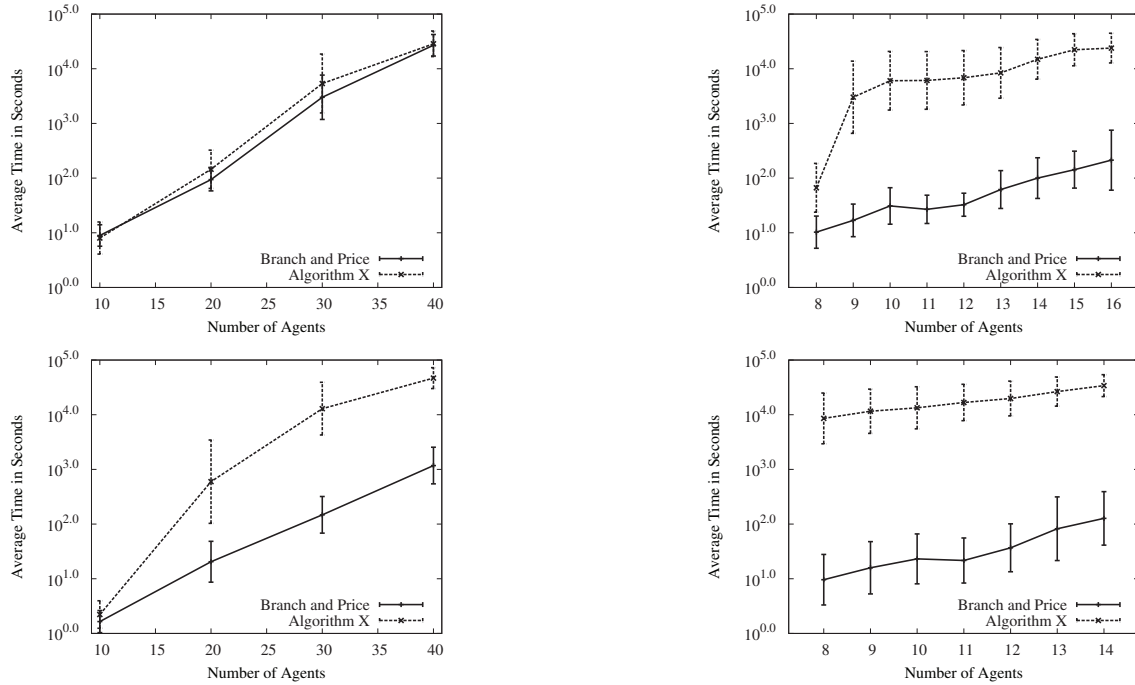 10^5.0
10^4.0
10^3.0
10^2.0
10^1.0
10^0.0
Average Time in Seconds
Branch and Price
Algorithm X
10 15 20 25 30 35 40
Number of Agents
10^5.0
10^4.0
10^3.0
10^2.0
10^1.0
10^0.0
Average Time in Seconds
Branch and Price
Algorithm X
8 9 10 11 12 13 14 15 16
Number of Agents
10^5.0
10^4.0
10^3.0
10^2.0
10^1.0
10^0.0
Average Time in Seconds
Branch and Price
Algorithm X
10 15 20 25 30 35 40
Number of Agents
10^5.0
10^4.0
10^3.0
10^2.0
10^1.0
10^0.0
Average Time in Seconds
Branch and Price
Algorithm X
8 9 10 11 12 13 14
Number of Agents